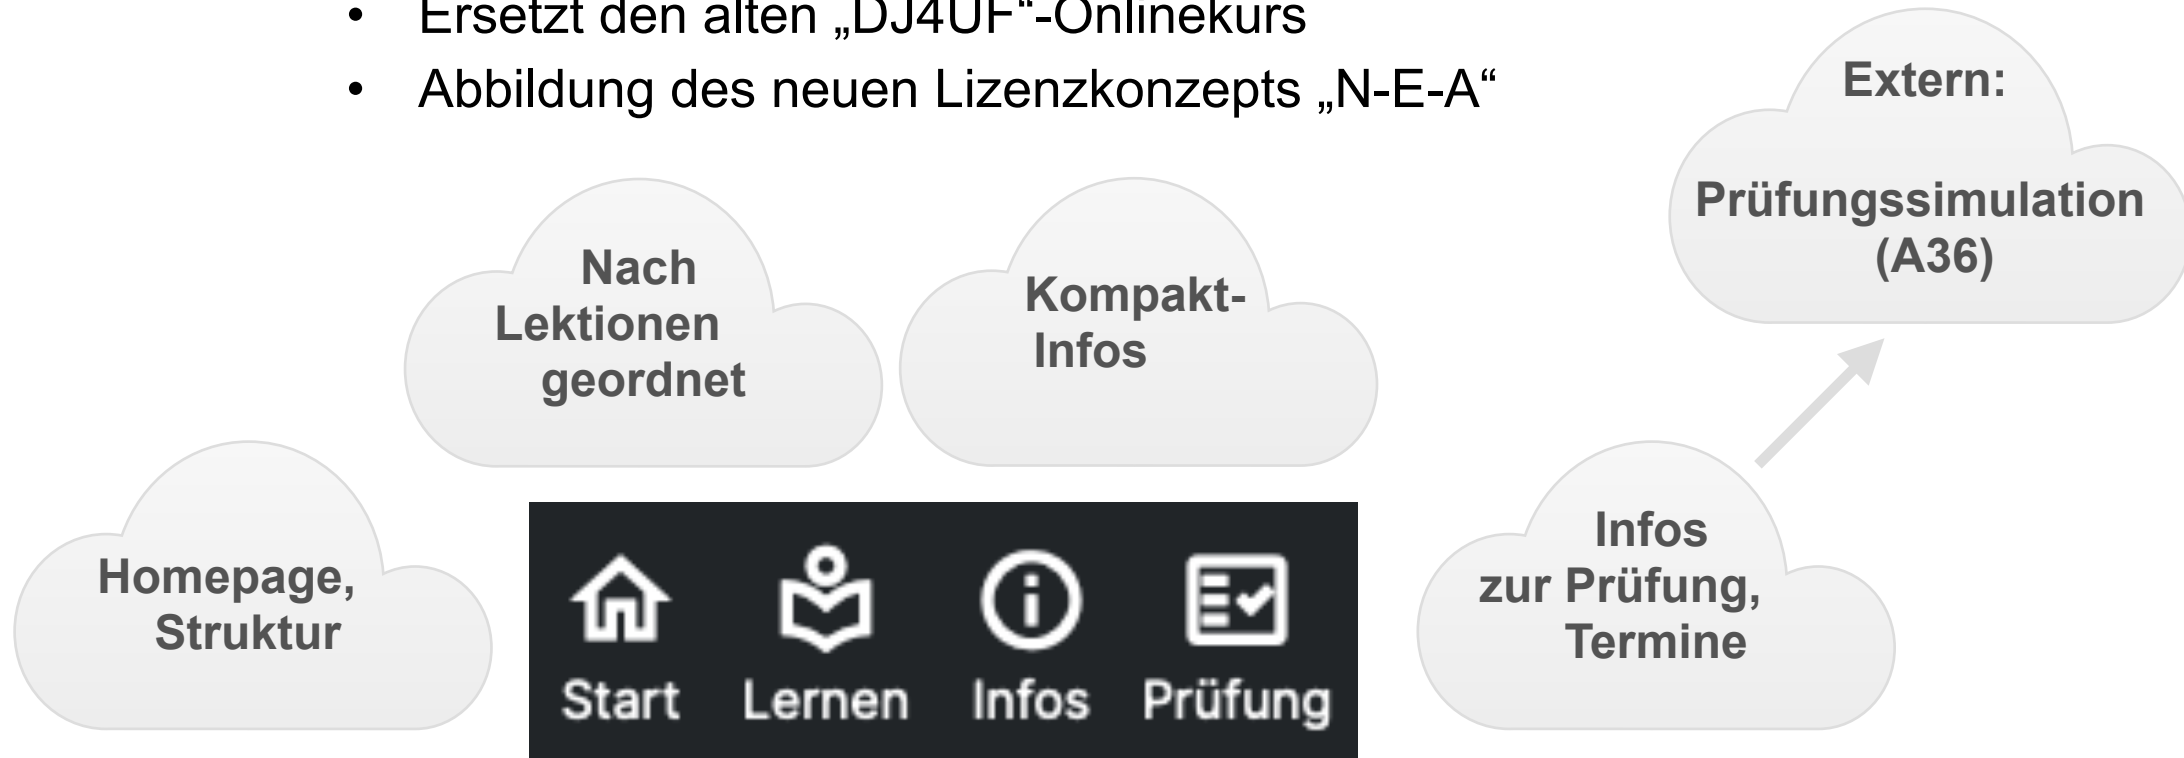 • Ersetzt den alten „DJ4UF“-Onlinekurs
• Abbildung des neuen Lizenzkonzepts „N-E-A“
Extern:
Prüfungssimulation
(A36)
Nach
Lektionen
geordnet
Kompakt-
Infos
Homepage,
Struktur
Infos
zur Prüfung,
Termine
Start Lernen Infos Prüfung